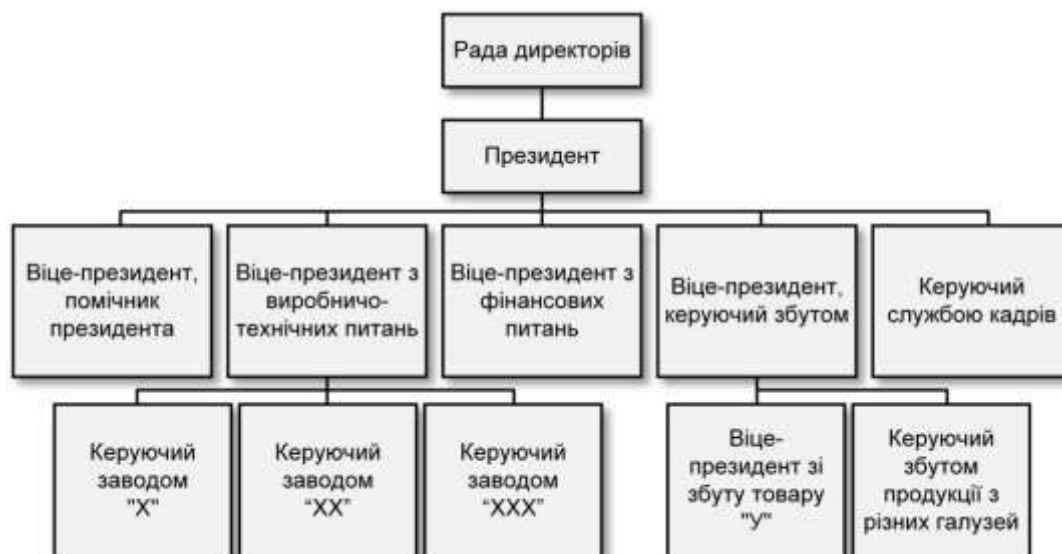 Рада директорів
Президент
Віце-президент,
помічник
президента
Віце-президент з
виробничо-
технічних питань
Віце-президент з
фінансових
питань
Віце-президент,
керуючий збутом
Керуючий
службою кадрів
Керуючий
заводом
"Х"
Керуючий
заводом
“ХХ”
Керуючий
заводом
“ХХХ”
Віце-
президент зі
збуту товару
"У"
Керуючий
збутом
продукції з
різних галузей